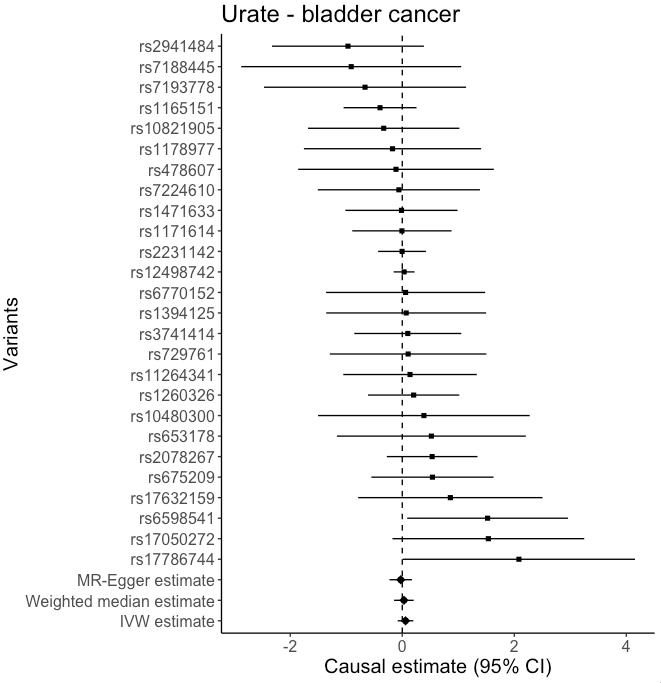 Urate - bladder cancer
rs2941484
rs7188445
rs7193778
rs1165151
rs10821905
rs1178977
rs478607
rs7224610
rs1471633
rs1171614
rs2231142
rs12498742
rs6770152
rs1394125
rs3741414
rs729761
rs11264341
rs1260326
rs10480300
rs653178
rs2078267
rs675209
rs17632159
rs6598541
rs17050272
rs17786744
MR-Egger estimate
Weighted median estimate
IVW estimate
Variants
-2 0 2 4
Causal estimate (95% CI)